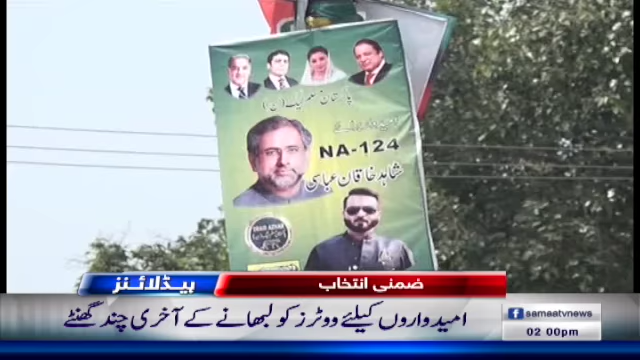 پاکستان مسلم لیگ (ن)
NA-124
شاہد خاقان عباسی
ضمنی انتخاب
ہیڈلائنز
امیدواروں کیلئے ووٹرز کو لبھانے کے آخری چند گھنٹے
samaatvnews
02 00pm